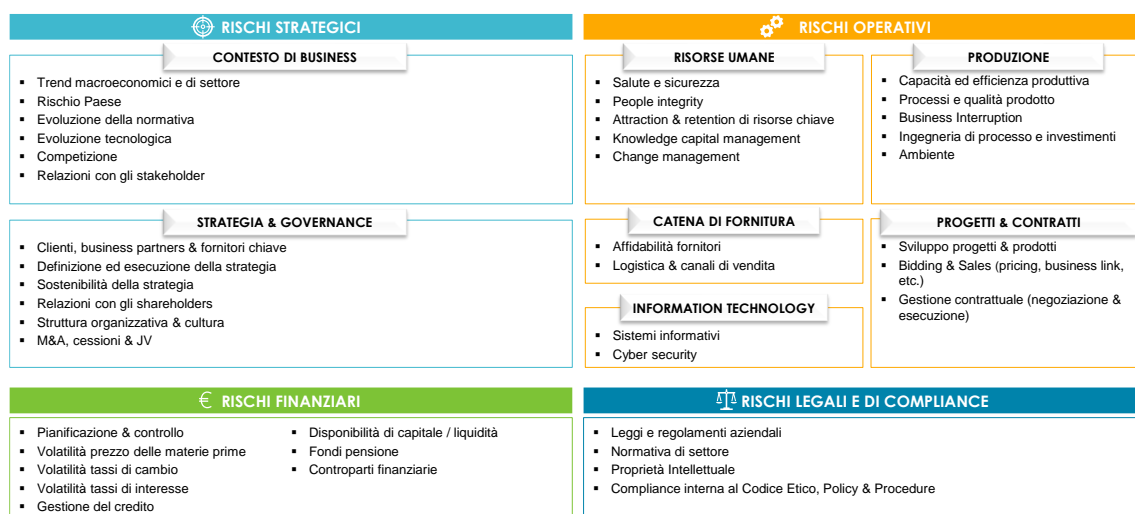 RISCHI STRATEGICI
CONTESTO DI BUSINESS
▪ Trend macroeconomici e di settore
▪ Rischio Paese
▪ Evoluzione della normativa
▪ Evoluzione tecnologica
▪ Competizione
▪ Relazioni con gli stakeholder
STRATEGIA & GOVERNANCE
▪ Clienti, business partners & fornitori chiave
▪ Definizione ed esecuzione della strategia
▪ Sostenibilità della strategia
▪ Relazioni con gli shareholders
▪ Struttura organizzativa & cultura
▪ M&A, cessioni & JV
RISCHI OPERATIVI
RISORSE UMANE
▪ Salute e sicurezza
▪ People integrity
▪ Attraction & retention di risorse chiave
▪ Knowledge capital management
▪ Change management
PRODUZIONE
▪ Capacità ed efficienza produttiva
▪ Processi e qualità prodotto
▪ Business Interruption
▪ Ingegneria di processo e investimenti
▪ Ambiente
CATENA DI FORNITURA
▪ Affidabilità fornitori
▪ Logistica & canali di vendita
INFORMATION TECHNOLOGY
▪ Sistemi informativi
▪ Cyber security
PROGETTI & CONTRATTI
▪ Sviluppo progetti & prodotti
▪ Bidding & Sales (pricing, business link,
etc.)
▪ Gestione contrattuale (negoziazione &
esecuzione)
€ RISCHI FINANZIARI
▪ Pianificazione & controllo
▪ Volatilità prezzo delle materie prime
▪ Volatilità tassi di cambio
▪ Volatilità tassi di interesse
▪ Gestione del credito
▪ Disponibilità di capitale / liquidità
▪ Fondi pensione
▪ Controparti finanziarie
RISCHI LEGALI E DI COMPLIANCE
▪ Leggi e regolamenti aziendali
▪ Normativa di settore
▪ Proprietà Intellettuale
▪ Compliance interna al Codice Etico, Policy & Procedure